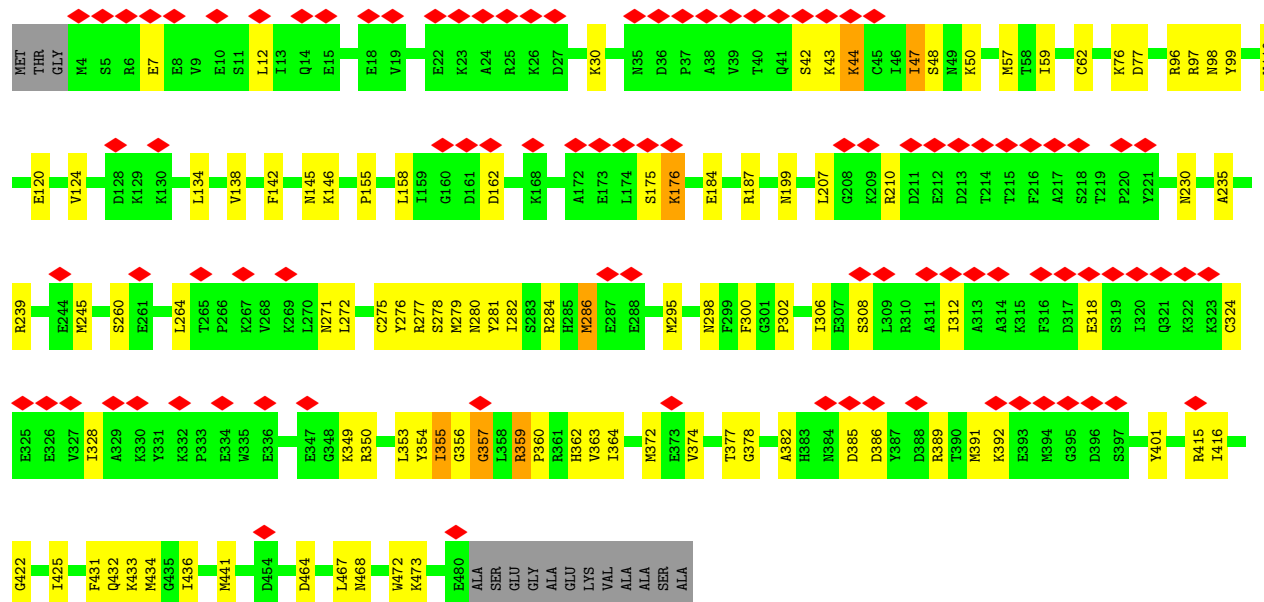 MET THR GLY M4 S5 R6 E7 E8 V9 E10 S11 L12 I13 Q14 E15 E18 V19 E22 K23 A24 R25 K26 D27 K30 N35 D36 P37 A38 V39 T40 Q41 S42 K43 K44 C45 I46 I47 S48 N49 K50 M57 T58 I59 C62 K76 D77 R96 R97 N98 Y99
E120 V124 D128 K129 K130 L134 V138 F142 N145 K146 P155 L158 I159 G160 D161 D162 K168 A172 E173 L174 S175 K176 E184 R187 N199 L207 G208 K209 R210 D211 E212 D213 T214 T215 F216 A217 S218 T219 P220 Y221 N230 A235
R239 E244 M245 S260 E261 L264 T265 P266 K267 V268 K269 L270 N271 L272 C275 Y276 R277 S278 M279 N280 Y281 I282 S283 R284 H285 M286 E287 E288 M295 N298 F299 F300 G301 P302 I306 E307 S308 L309 R310 A311 I312 A313 A314 K315 F316 D317 E318 S319 I320 Q321 K322 K323 C324
E325 E326 V327 I328 A329 K330 Y331 K332 P333 E334 W335 E336 E347 G348 K349 R350 L353 Y354 I355 G356 G357 L358 A359 P360 R361 H362 V363 I364 M372 E373 V374 T377 G378 A382 H383 N384 D385 D386 Y387 D388 R389 T390 M391 K392 E393 M394 G395 D396 S397 Y401 R415 I416
G422 I425 F431 Q432 K433 M434 G435 I436 M441 D454 D464 L467 N468 W472 K473 E480 ALA SER GLU GLY ALA GLU LYS VAL ALA ALA SER ALA